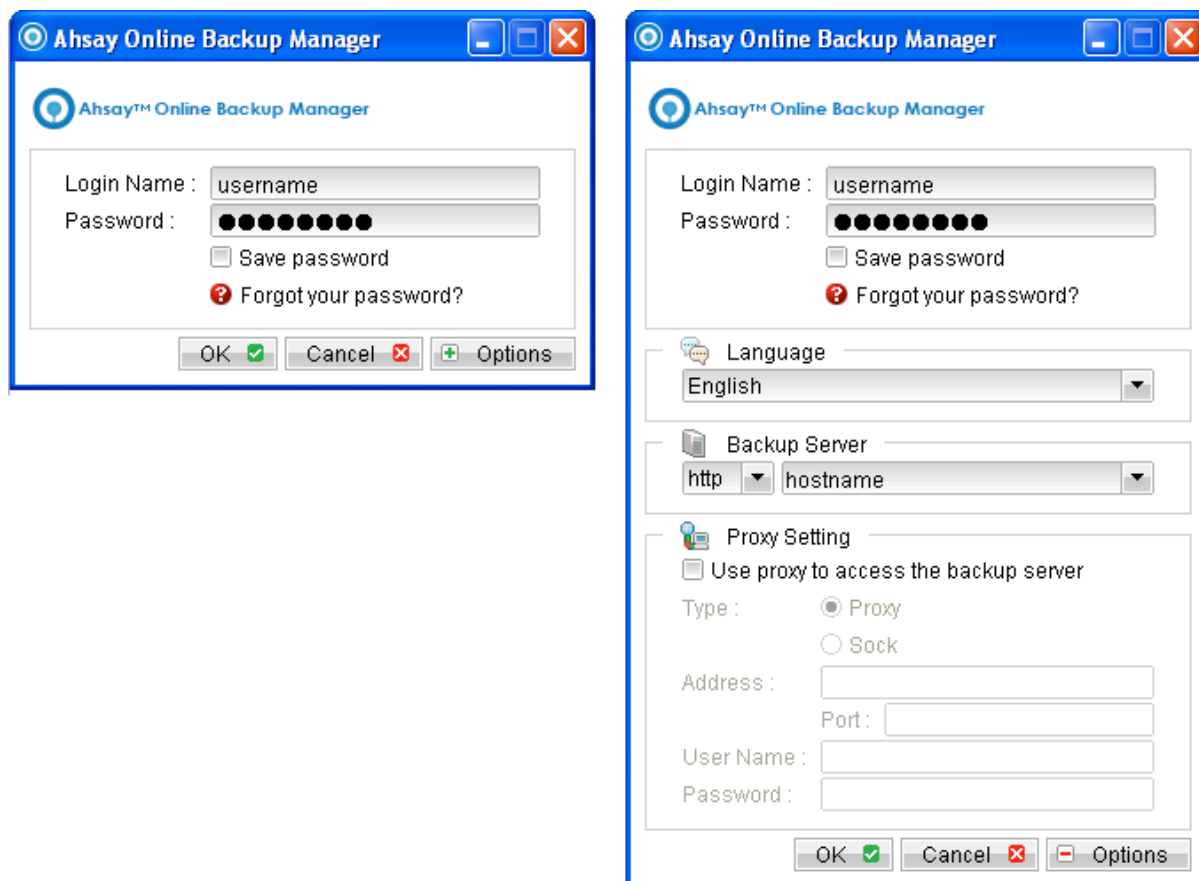 Ahsay Online Backup Manager
Ahsay™ Online Backup Manager
Login Name : username
Password : ●●●●●●●●
Save password
Forgot your password?
OK Cancel Options
Ahsay Online Backup Manager
Ahsay™ Online Backup Manager
Login Name : username
Password : ●●●●●●●●
Save password
Forgot your password?
Language
English
Backup Server
http hostname
Proxy Setting
Use proxy to access the backup server
Type : Proxy
Sock
Address :
Port :
User Name :
Password :
OK Cancel Options